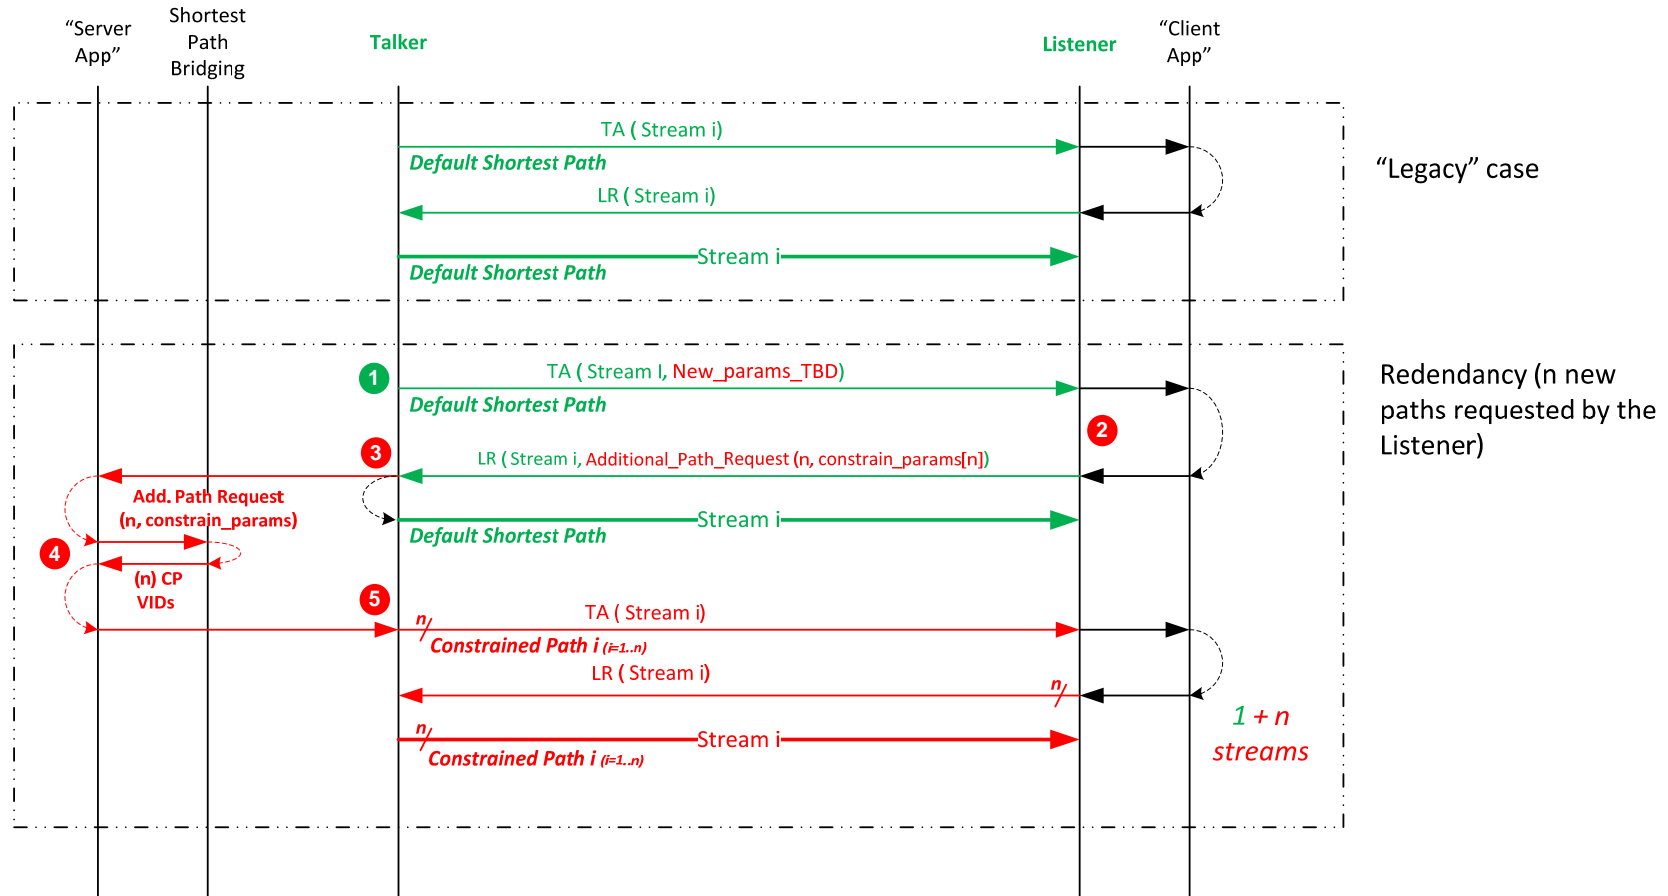 “Server
App”
Shortest
Path
Bridging
Talker
Listener
“Client
App”
TA ( Stream i)
Default Shortest Path
LR ( Stream i)
Stream i
Default Shortest Path
“Legacy” case
1
TA ( Stream I, New_params_TBD)
Default Shortest Path
Redendancy (n new
paths requested by the
Listener)
2
3
LR ( Stream i, Additional_Path_Request (n, constrain_params[n])
Add. Path Request
(n, constrain_params)
Stream i
Default Shortest Path
4
(n) CP
VIDs
5
n
TA ( Stream i)
Constrained Path i (i=1..n)
LR ( Stream i)
n
n
Stream i
Constrained Path i (i=1..n)
1 + n
streams